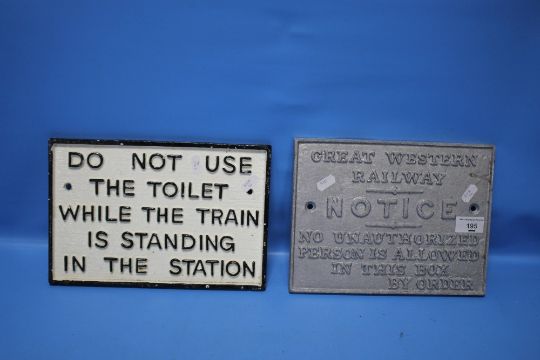 DO NOT USE
THE TOILET
WHILE THE TRAIN
IS STANDING
IN THE STATION
GREAT WESTERN
RAILWAY
NOTICE
NO UNAUTHORIZED
PERSON IS ALLOWED
IN THIS BOX
BY ORDER
195